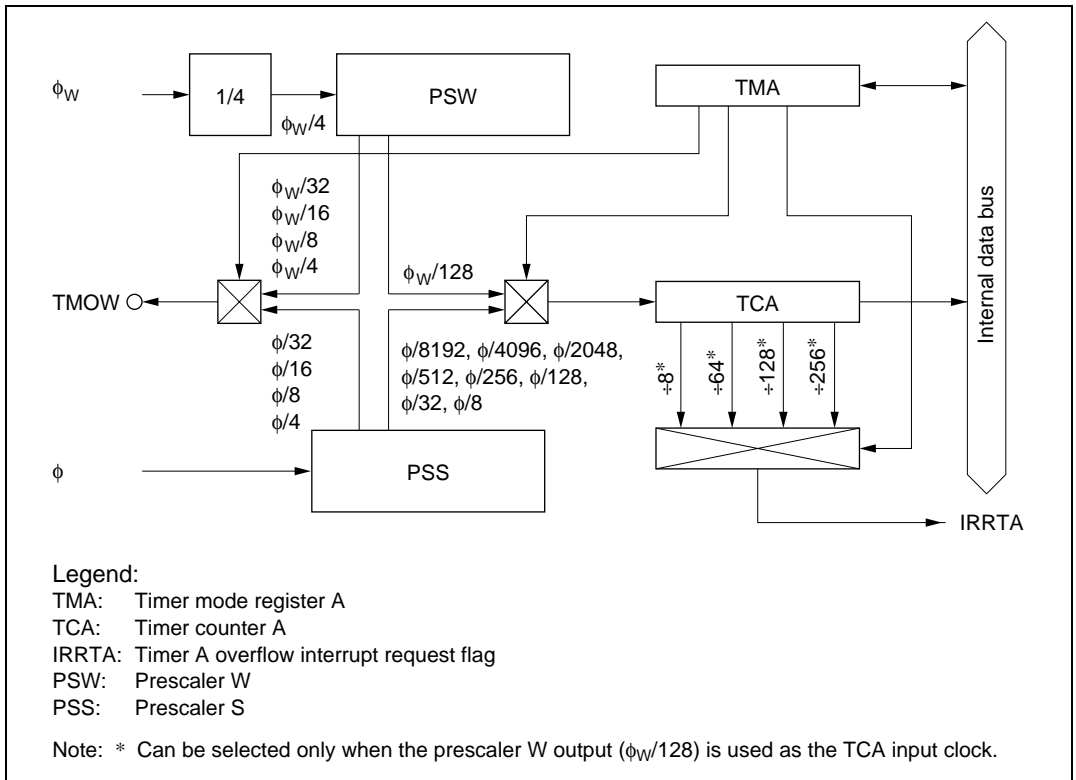 ϕW
1/4
PSW
TMA
ϕW/4
ϕW/32
ϕW/16
ϕW/8
ϕW/4
ϕW/128
TMOW
TCA
Internal data bus
ϕ/32
ϕ/16
ϕ/8
ϕ/4
ϕ/8192, ϕ/4096, ϕ/2048,
ϕ/512, ϕ/256, ϕ/128,
ϕ/32, ϕ/8
÷8*
÷64*
÷128*
÷256*
ϕ
PSS
IRRTA
Legend:
TMA: Timer mode register A
TCA: Timer counter A
IRRTA: Timer A overflow interrupt request flag
PSW: Prescaler W
PSS: Prescaler S
Note: * Can be selected only when the prescaler W output (ϕW/128) is used as the TCA input clock.